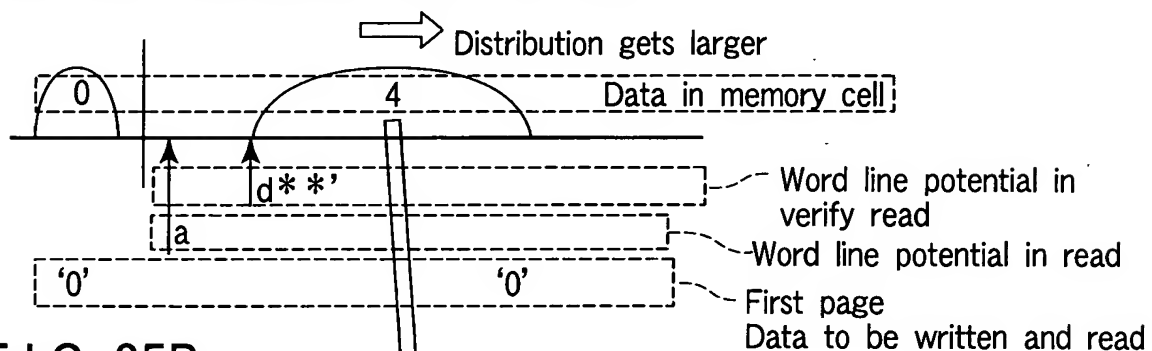 Distribution gets larger
0 4 Data in memory cell
d**'
Word line potential in
verify read
a
Word line potential in read
'0' '0'
First page
Data to be written and read